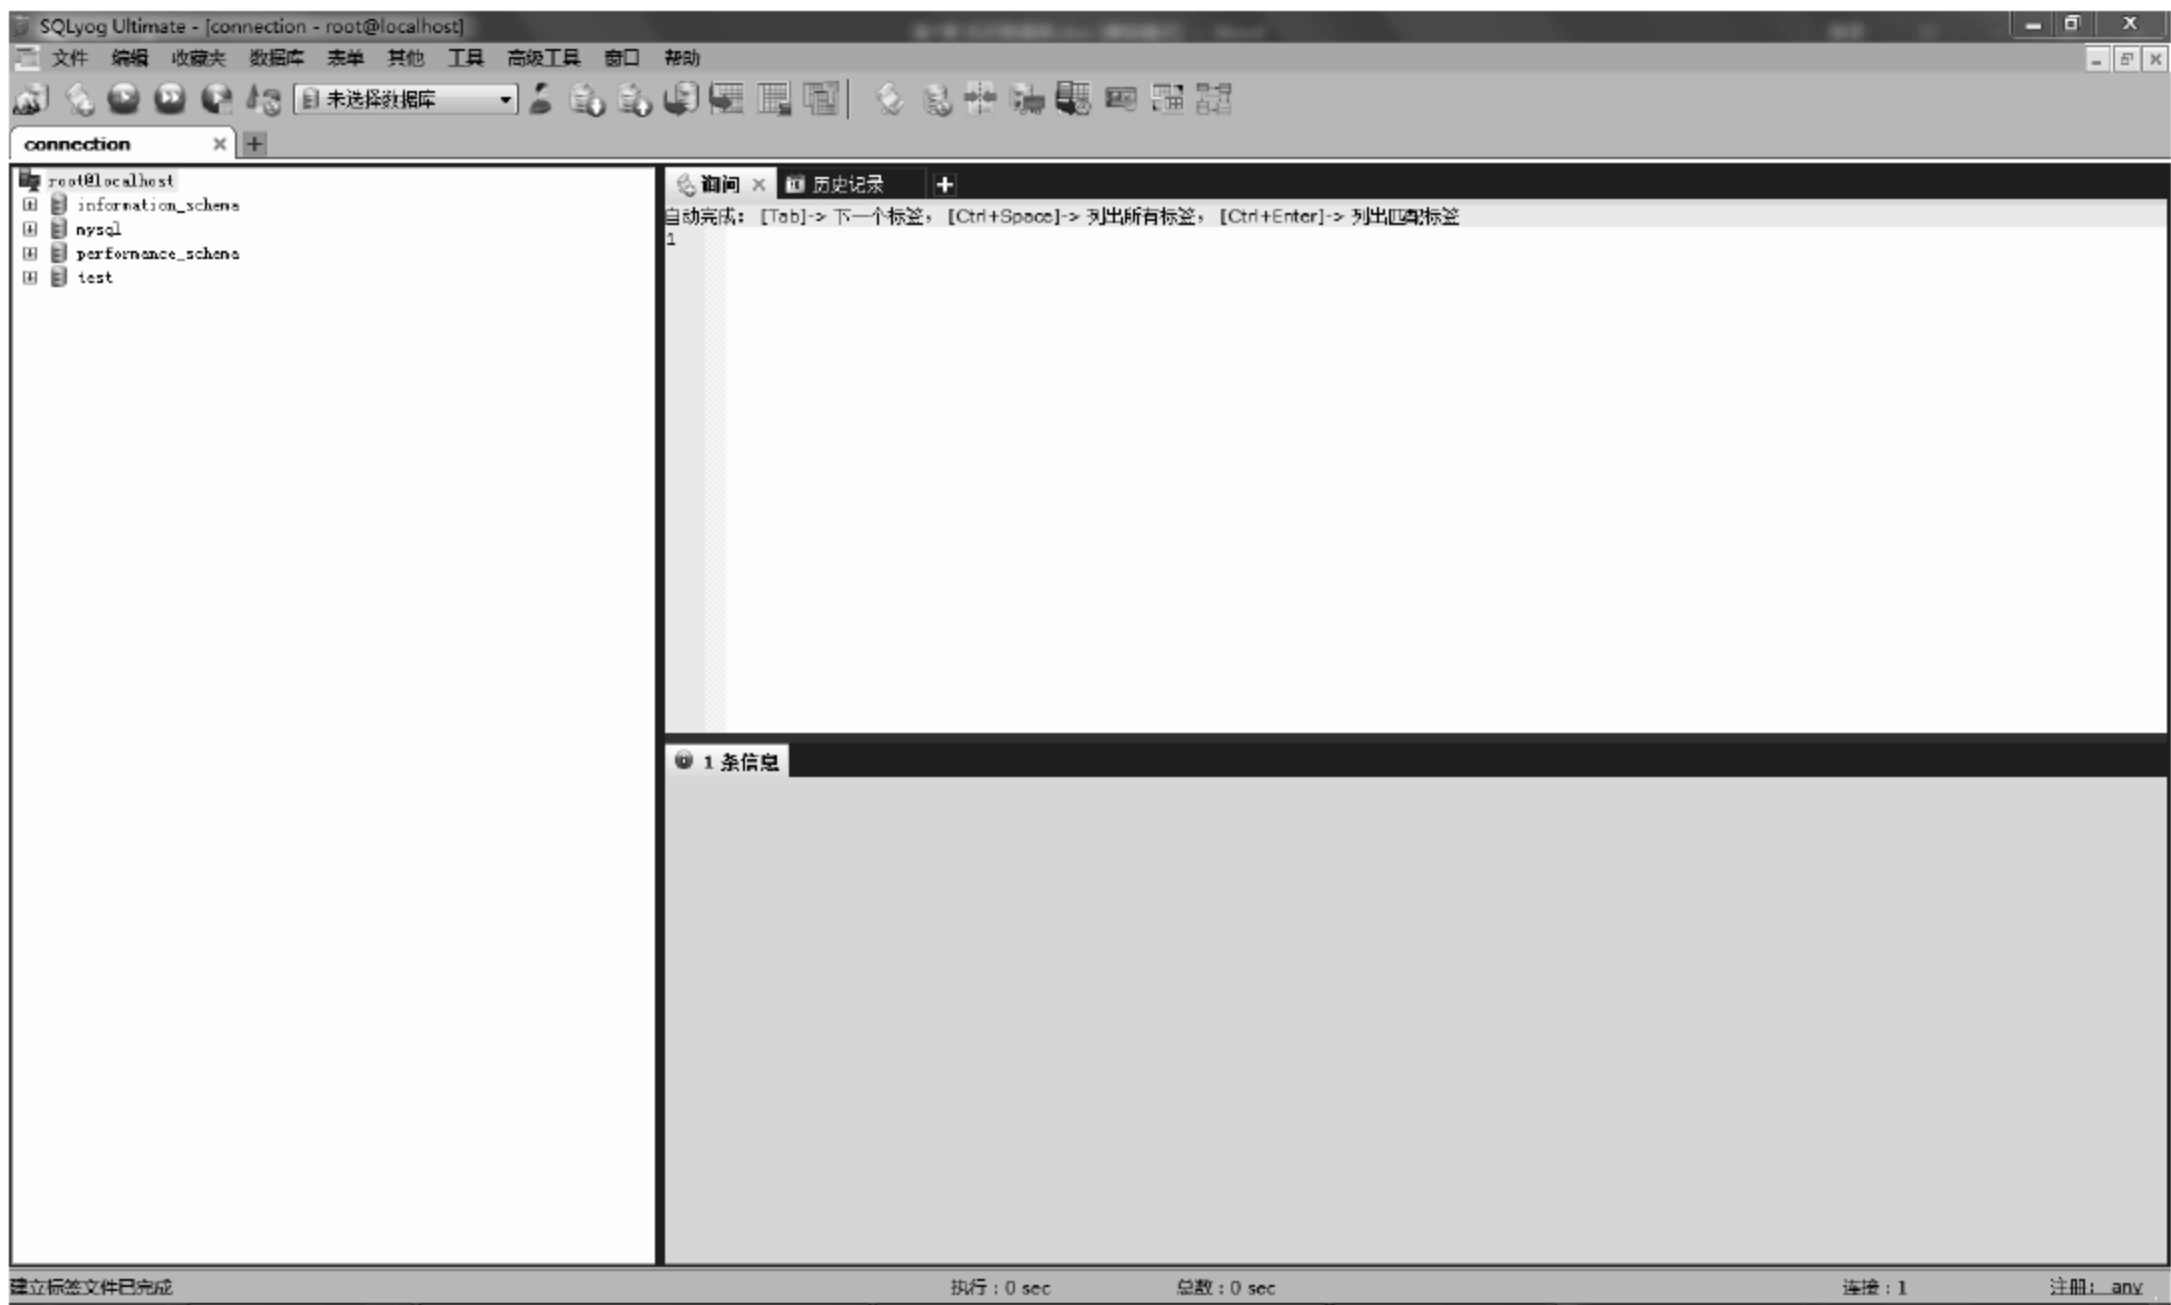 SQLyog Ultimate - [connection - root@localhost]
文件 编辑 收藏夹 数据库 表单 其他 工具 高级工具 窗口 帮助
未选择数据库
connection
root@localhost
information_schema
mysql
performance_schema
test
询问 历史记录
自动完成: [Tab]-> 下一个标签, [Ctrl+Space]-> 列出所有标签, [Ctrl+Enter]-> 列出匹配标签
1
1 条信息
建立标签文件已完成 执行 : 0 sec 总数 : 0 sec 连接 : 1 注册: any